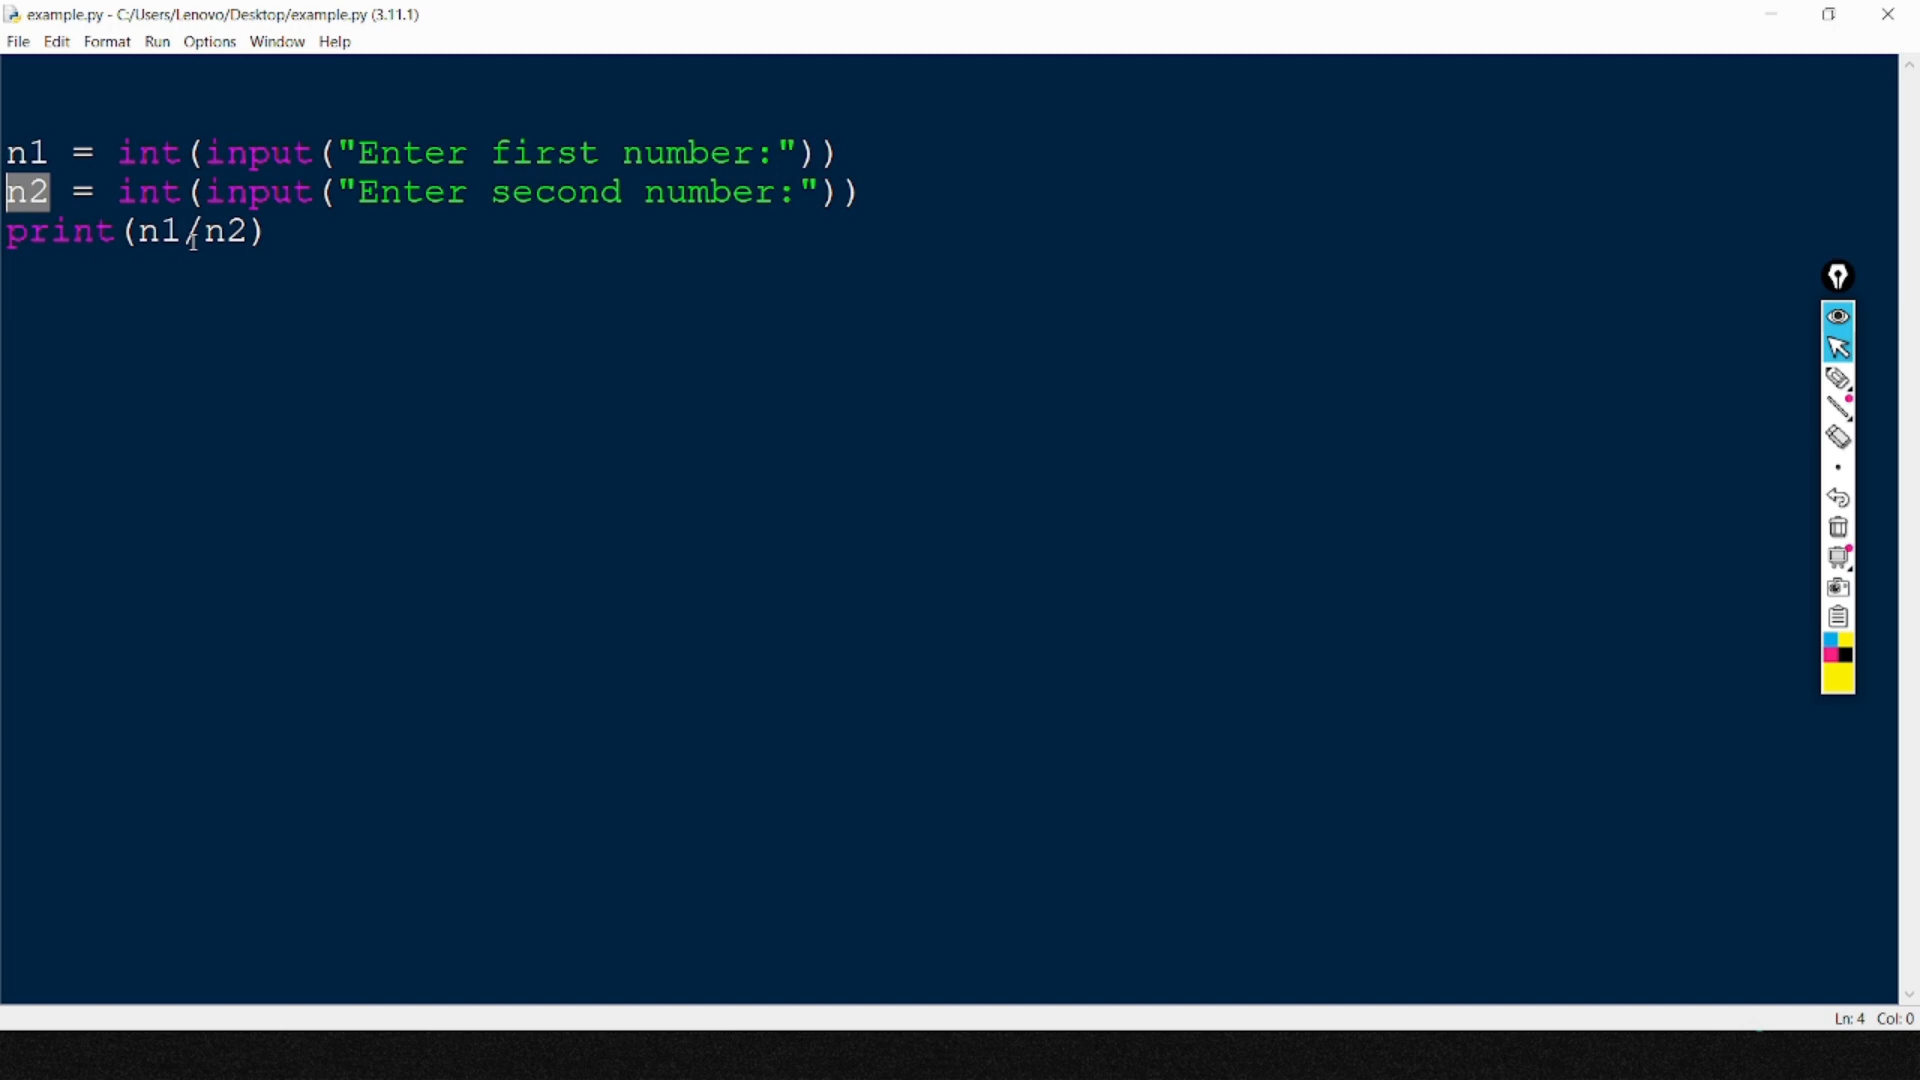 example.py - C:/Users/Lenovo/Desktop/example.py (3.11.1)
File Edit Format Run Options Window Help
n1 = int(input("Enter first number:"))
n2 = int(input("Enter second number:"))
print(n1/n2)
Ln: 4 Col: 0